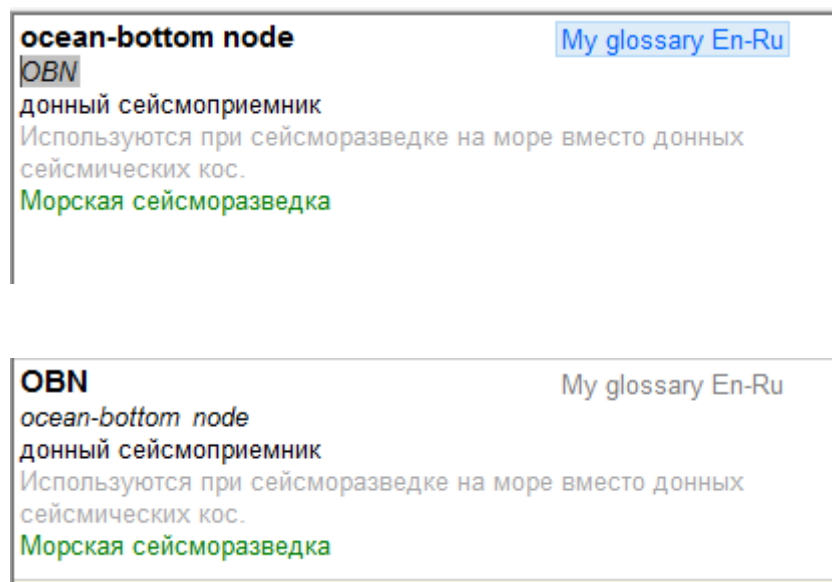 ocean-bottom node My glossary En-Ru
OBN
донный сейсмоприемник
Используются при сейсморазведке на море вместо донных
сейсмических кос.
Морская сейсморазведка
OBN My glossary En-Ru
ocean-bottom node
донный сейсмоприемник
Используются при сейсморазведке на море вместо донных
сейсмических кос.
Морская сейсморазведка